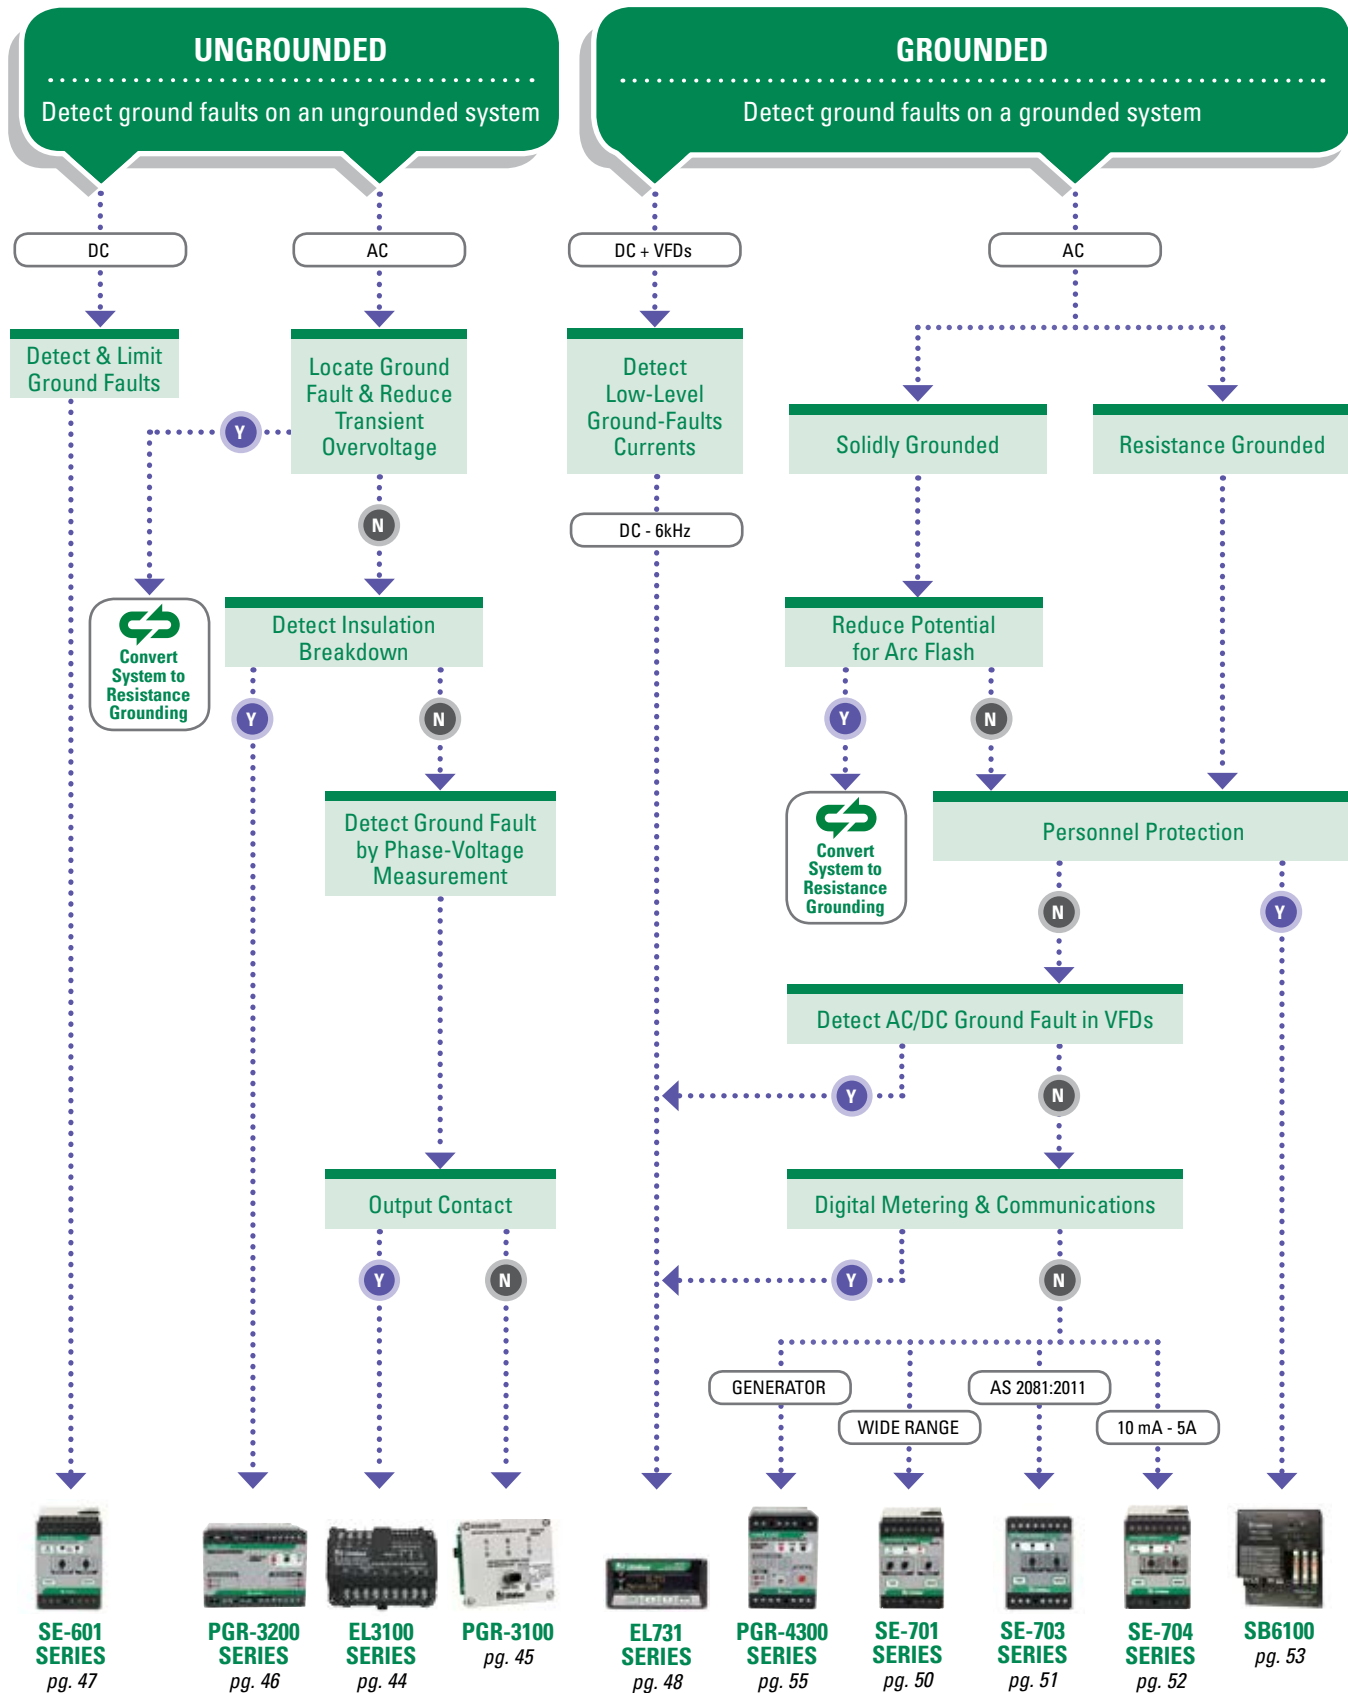 UNGROUNDED
Detect ground faults on an ungrounded system
GROUNDED
Detect ground faults on a grounded system
DC
AC
DC + VFDs
AC
Detect & Limit
Ground Faults
Locate Ground
Fault & Reduce
Transient
Overvoltage
Detect
Low-Level
Ground-Faults
Currents
Solidly Grounded
Resistance Grounded
Y
N
DC - 6kHz
Convert
System to
Resistance
Grounding
Detect Insulation
Breakdown
Reduce Potential
for Arc Flash
Y
N
Y
N
Detect Ground Fault
by Phase-Voltage
Measurement
Convert
System to
Resistance
Grounding
Personnel Protection
N
Y
Detect AC/DC Ground Fault in VFDs
Y
N
Output Contact
Digital Metering & Communications
Y
N
Y
N
GENERATOR
WIDE RANGE
AS 2081:2011
10 mA - 5A
SE-601
SERIES
pg. 47
PGR-3200
SERIES
pg. 46
EL3100
SERIES
pg. 44
PGR-3100
pg. 45
EL731
SERIES
pg. 48
PGR-4300
SERIES
pg. 55
SE-701
SERIES
pg. 50
SE-703
SERIES
pg. 51
SE-704
SERIES
pg. 52
SB6100
pg. 53